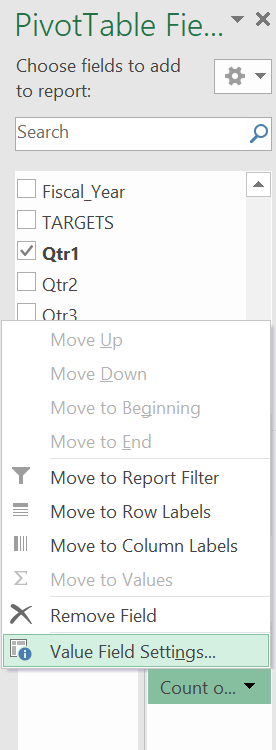 PivotTable Fie...
Choose fields to add
to report:
Search
Fiscal_Year
TARGETS
Qtr1
Qtr2
Qtr3
Move Up
Move Down
Move to Beginning
Move to End
Move to Report Filter
Move to Row Labels
Move to Column Labels
Σ Move to Values
Remove Field
Value Field Settings...
Count o...